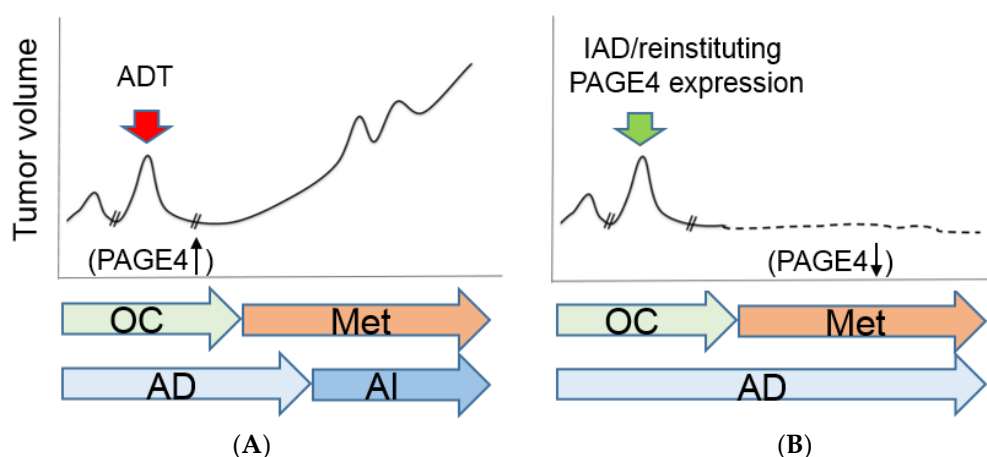 Tumor volume
ADT
(PAGE4↑)
OC
Met
AD
AI
(A)
IAD/reinstituting
PAGE4 expression
(PAGE4↓)
OC
Met
AD
(B)